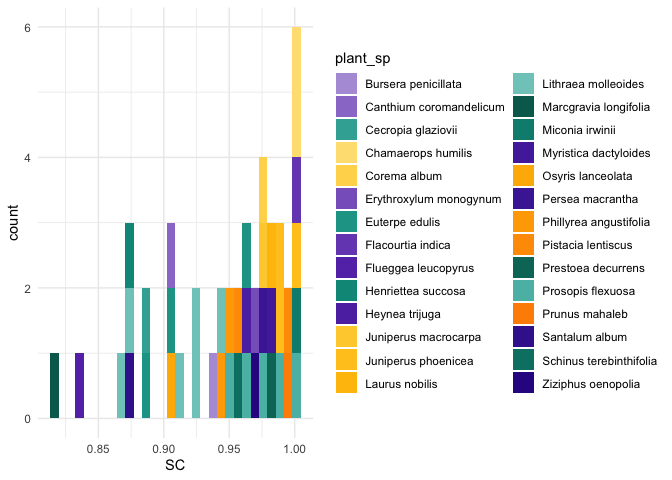 6
4
2
0
count
0.85
0.90
0.95
1.00
SC
plant_sp
Bursera penicillata
Canthium coromandelicum
Cecropia glaziovii
Chamaerops humilis
Corema album
Erythroxylum monogynum
Euterpe edulis
Flacourtia indica
Flueggea leucopyrus
Henriettea succosa
Heynea trijuga
Juniperus macrocarpa
Juniperus phoenicea
Laurus nobilis
Lithraea molleoides
Marcgravia longifolia
Miconia irwinii
Myristica dactyloides
Osyris lanceolata
Persea macrantha
Phillyrea angustifolia
Pistacia lentiscus
Prestoea decurrens
Prosopis flexuosa
Prunus mahaleb
Santalum album
Schinus terebinthifolia
Ziziphus oenopolia